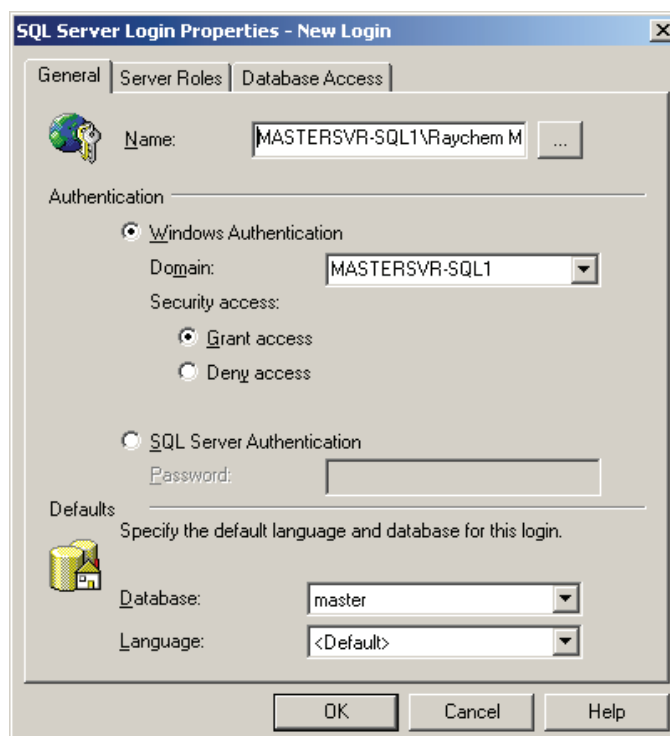 SQL Server Login Properties - New Login
General Server Roles Database Access
Name: MASTERSVR-SQL1\Raychem M ...
Authentication
Windows Authentication
Domain: MASTERSVR-SQL1
Security access:
Grant access
Deny access
SQL Server Authentication
Password:
Defaults
Specify the default language and database for this login.
Database: master
Language: <Default>
OK Cancel Help